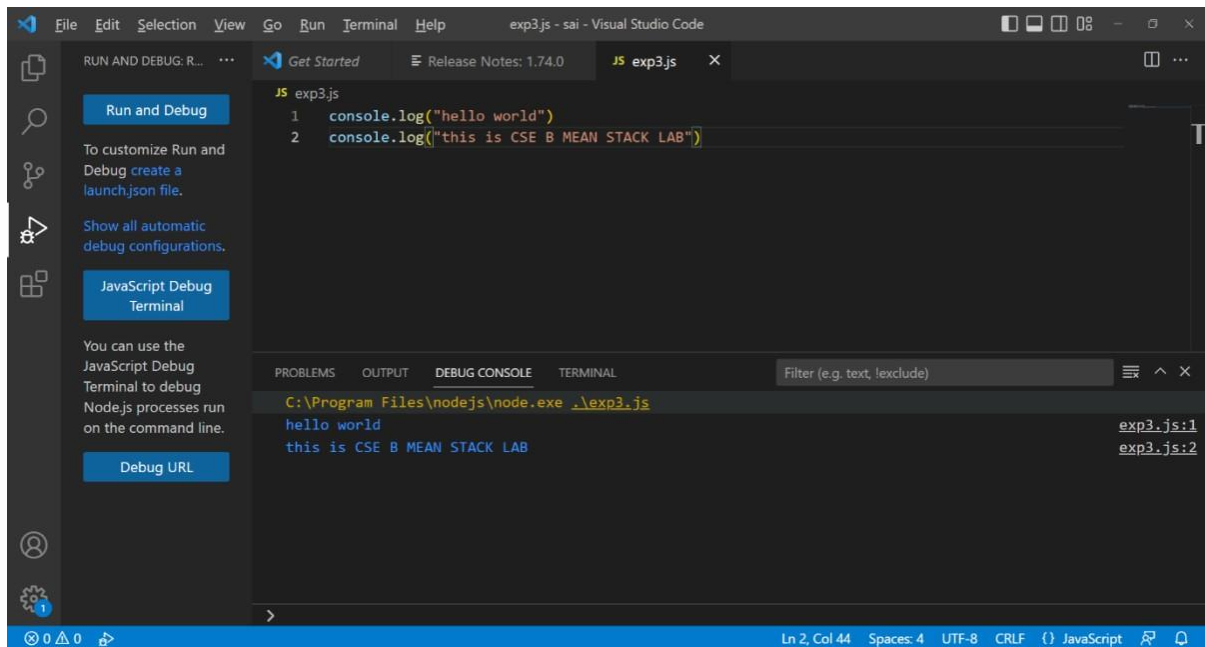 File Edit Selection View Go Run Terminal Help exp3.js - sai - Visual Studio Code
RUN AND DEBUG: R... ···
Get Started
Release Notes: 1.74.0
JS exp3.js
JS exp3.js
Run and Debug
To customize Run and
Debug create a
launch.json file.
Show all automatic
debug configurations.
JavaScript Debug
Terminal
You can use the
JavaScript Debug
Terminal to debug
Node.js processes run
on the command line.
Debug URL
1 console.log("hello world")
2 console.log("this is CSE B MEAN STACK LAB")
PROBLEMS OUTPUT DEBUG CONSOLE TERMINAL Filter (e.g. text, !exclude)
C:\Program Files\nodejs\node.exe .\exp3.js
hello world exp3.js:1
this is CSE B MEAN STACK LAB exp3.js:2
>
1
0 0 Ln 2, Col 44 Spaces: 4 UTF-8 CRLF {} JavaScript